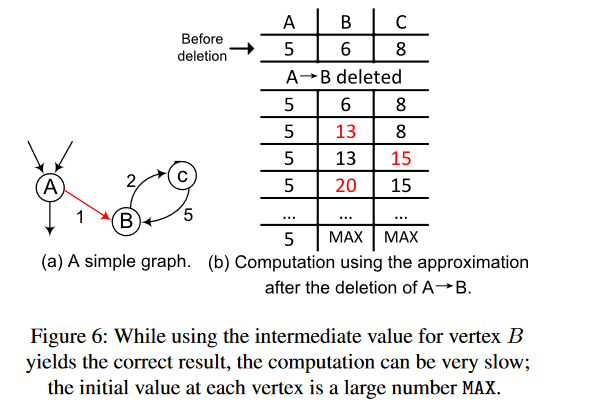 A B C
Before
deletion
5 6 8
A→B deleted
5 6 8
5 13 8
5 13 15
5 20 15
... ... ...
5 MAX MAX
A
1
B
2
C
5
(a) A simple graph.
(b) Computation using the approximation
after the deletion of A→B.
Figure 6: While using the intermediate value for vertex B
yields the correct result, the computation can be very slow;
the initial value at each vertex is a large number MAX.